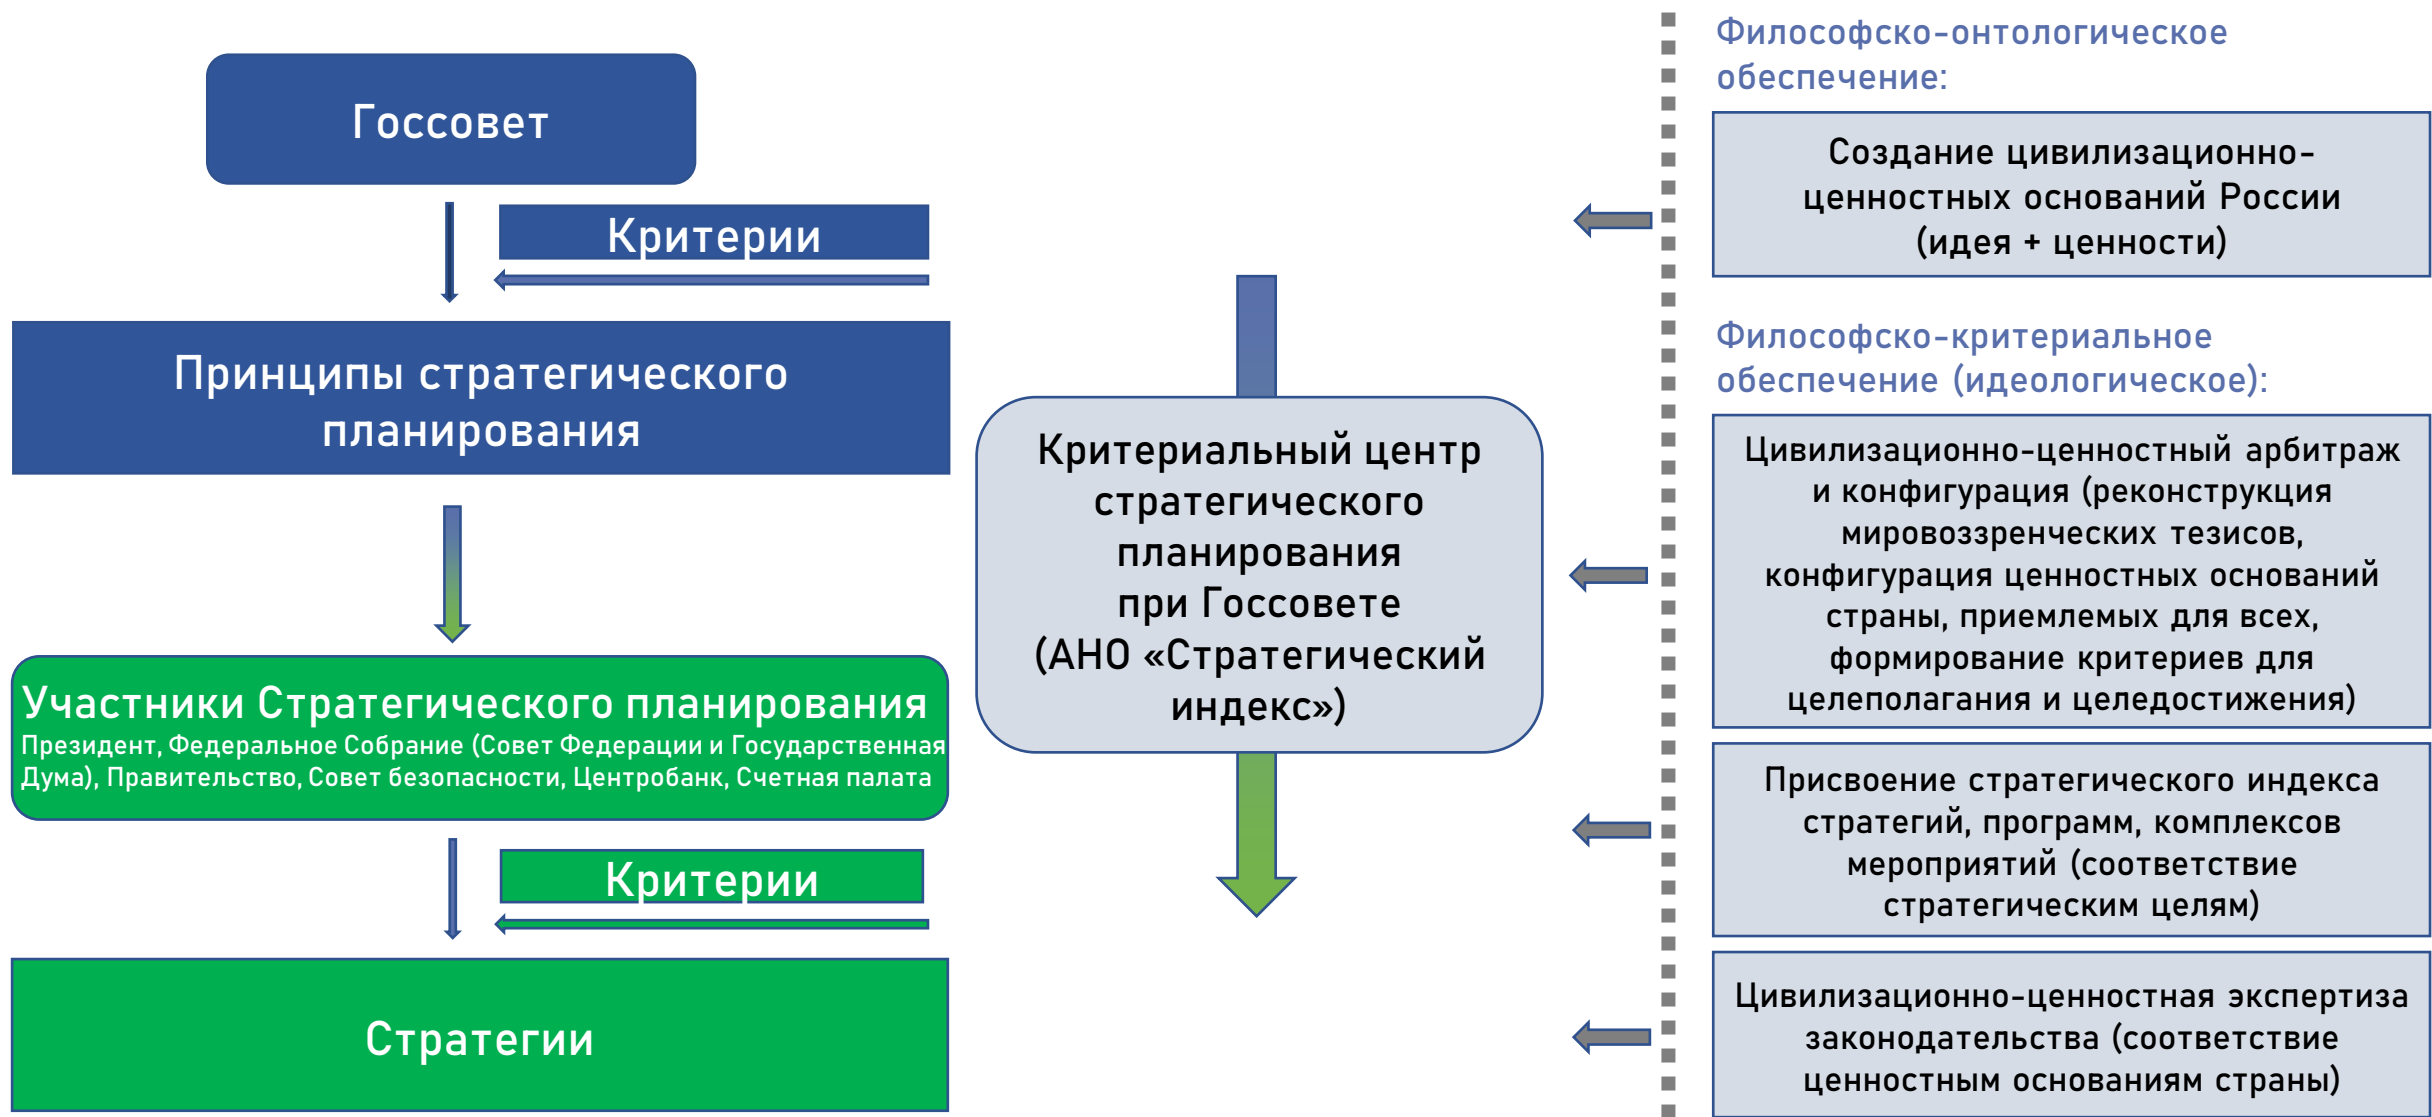 Госсовет
Критерии
Принципы стратегического
планирования
Участники Стратегического планирования
Президент, Федеральное Собрание (Совет Федерации и Государственная
Дума), Правительство, Совет безопасности, Центробанк, Счетная палата
Критерии
Стратегии
Критериальный центр
стратегического
планирования
при Госсовете
(АНО «Стратегический
индекс»)
Философско-онтологическое
обеспечение:
Создание цивилизационно-
ценностных оснований России
(идея + ценности)
Философско-критериальное
обеспечение (идеологическое):
Цивилизационно-ценностный арбитраж
и конфигурация (реконструкция
мировоззренческих тезисов,
конфигурация ценностных оснований
страны, приемлемых для всех,
формирование критериев для
целеполагания и целедостижения)
Присвоение стратегического индекса
стратегий, программ, комплексов
мероприятий (соответствие
стратегическим целям)
Цивилизационно-ценностная экспертиза
законодательства (соответствие
ценностным основаниям страны)